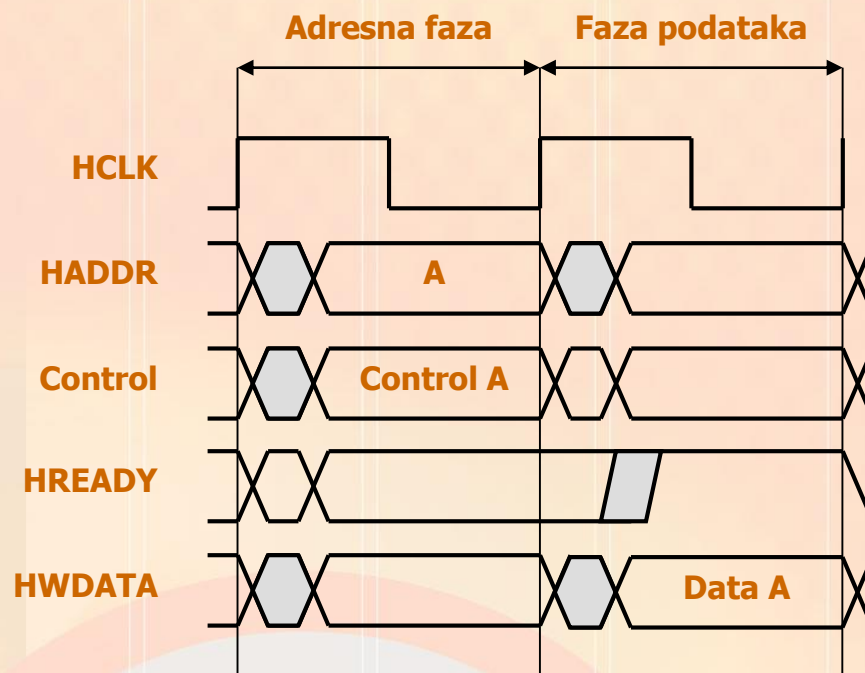 Adresna faza
Faza podataka
HCLK
HADDR
A
Control
Control A
HREADY
HWDATA
Data A